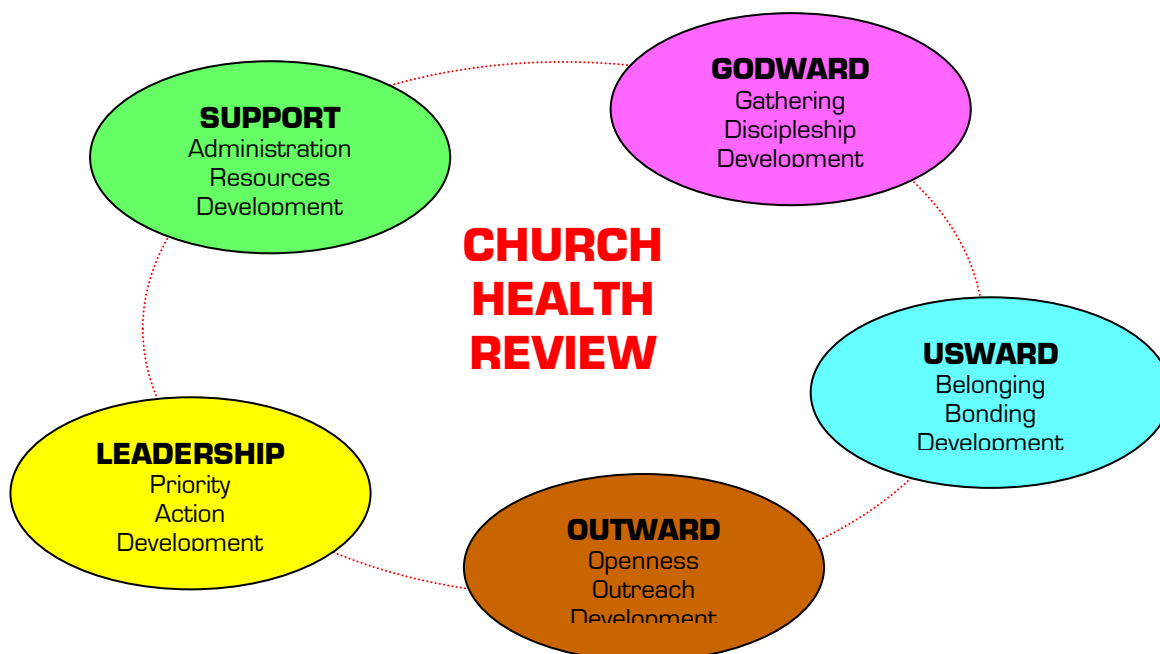 GODWARD
Gathering
Discipleship
Development
SUPPORT
Administration
Resources
Development
CHURCH
HEALTH
REVIEW
USWARD
Belonging
Bonding
Development
LEADERSHIP
Priority
Action
Development
OUTWARD
Openness
Outreach
Development